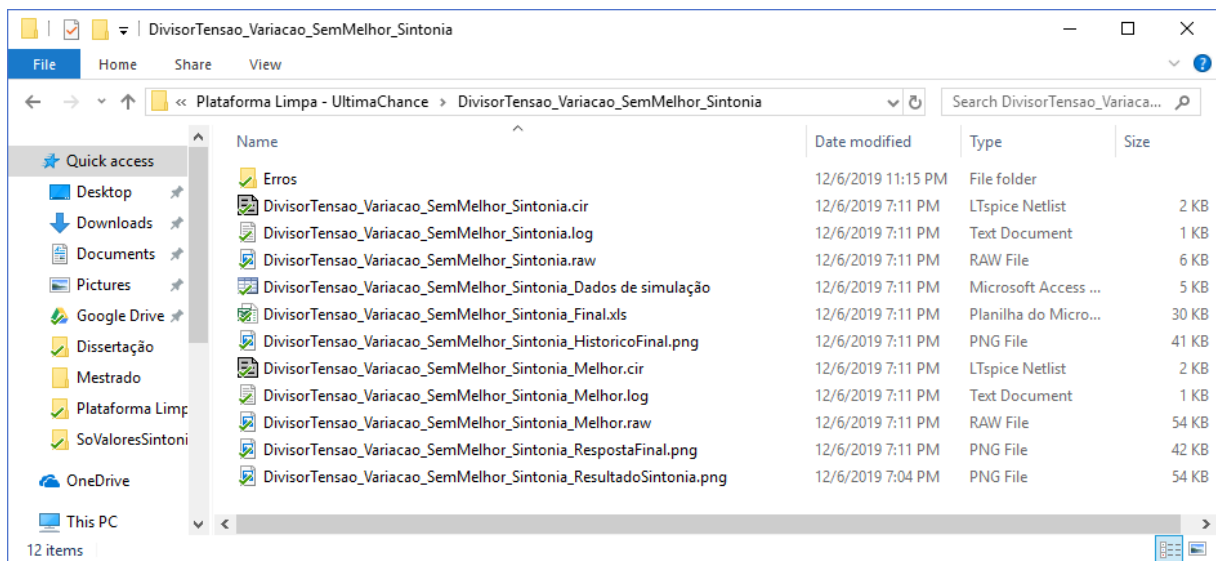 DivisorTensao_Variacao_SemMelhor_Sintonia
File Home Share View
« Plataforma Limpa - UltimaChance › DivisorTensao_Variacao_SemMelhor_Sintonia Search DivisorTensao_Variaca...
Name Date modified Type Size
Quick access
Desktop
Downloads
Documents
Pictures
Google Drive
Dissertação
Mestrado
Plataforma Limp
SoValoresSintoni
OneDrive
This PC
Erros 12/6/2019 11:15 PM File folder
DivisorTensao_Variacao_SemMelhor_Sintonia.cir 12/6/2019 7:11 PM LTspice Netlist 2 KB
DivisorTensao_Variacao_SemMelhor_Sintonia.log 12/6/2019 7:11 PM Text Document 1 KB
DivisorTensao_Variacao_SemMelhor_Sintonia.raw 12/6/2019 7:11 PM RAW File 6 KB
DivisorTensao_Variacao_SemMelhor_Sintonia_Dados de simulação 12/6/2019 7:11 PM Microsoft Access ... 5 KB
DivisorTensao_Variacao_SemMelhor_Sintonia_Final.xls 12/6/2019 7:11 PM Planilha do Micro... 30 KB
DivisorTensao_Variacao_SemMelhor_Sintonia_HistoricoFinal.png 12/6/2019 7:11 PM PNG File 41 KB
DivisorTensao_Variacao_SemMelhor_Sintonia_Melhor.cir 12/6/2019 7:11 PM LTspice Netlist 2 KB
DivisorTensao_Variacao_SemMelhor_Sintonia_Melhor.log 12/6/2019 7:11 PM Text Document 1 KB
DivisorTensao_Variacao_SemMelhor_Sintonia_Melhor.raw 12/6/2019 7:11 PM RAW File 54 KB
DivisorTensao_Variacao_SemMelhor_Sintonia_RespostaFinal.png 12/6/2019 7:11 PM PNG File 42 KB
DivisorTensao_Variacao_SemMelhor_Sintonia_ResultadoSintonia.png 12/6/2019 7:04 PM PNG File 54 KB
12 items